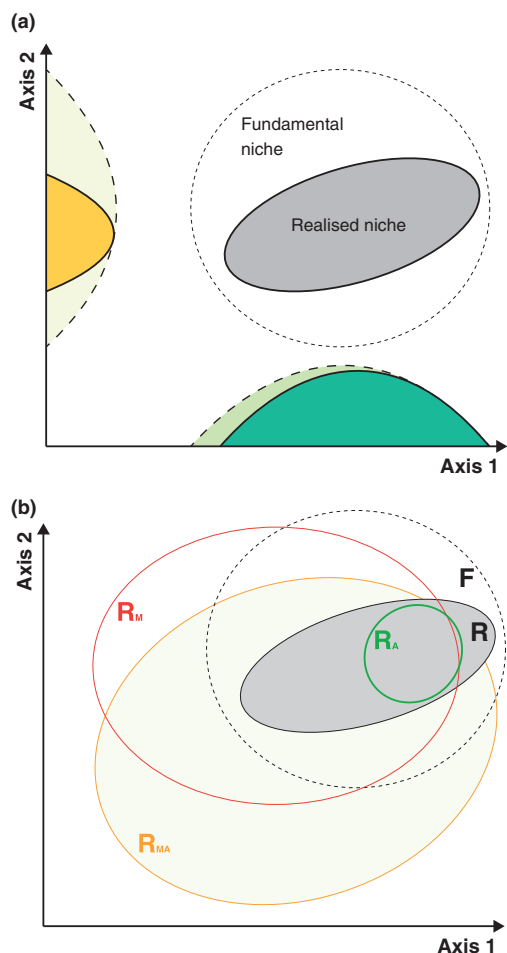 (a)
Axis 2
Fundamental
niche
Realised niche
Axis 1
(b)
Axis 2
F
RM
R
RA
RMA
Axis 1